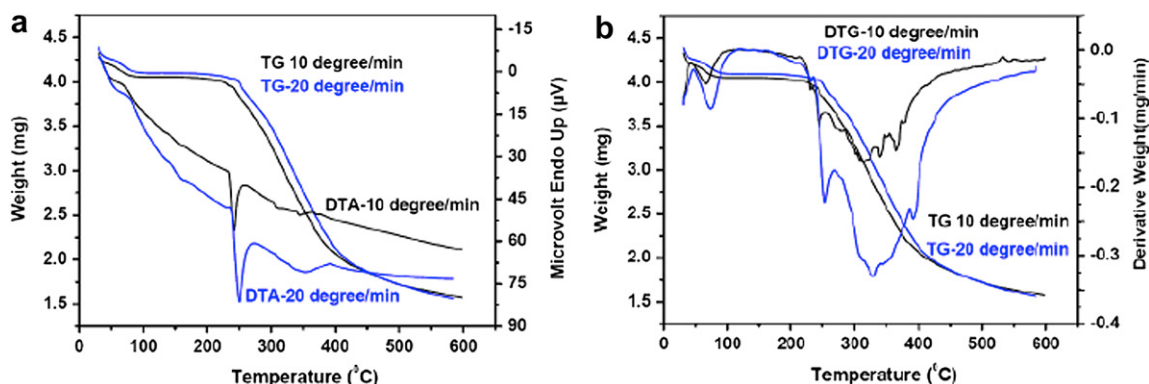 a
4.5
4.0
3.5
3.0
2.5
2.0
1.5
Weight (mg)
TG 10 degree/min
TG-20 degree/min
DTA-10 degree/min
DTA-20 degree/min
-15
0
15
30
45
60
75
90
Microvolt Endo Up (µV)
0 100 200 300 400 500 600
Temperature (⁰C)
b
4.5
4.0
3.5
3.0
2.5
2.0
1.5
Weight (mg)
DTG-10 degree/min
DTG-20 degree/min
TG 10 degree/min
TG-20 degree/min
0.0
-0.1
-0.2
-0.3
-0.4
Derivative Weight(mg/min)
0 100 200 300 400 500 600
Temperature (⁰C)